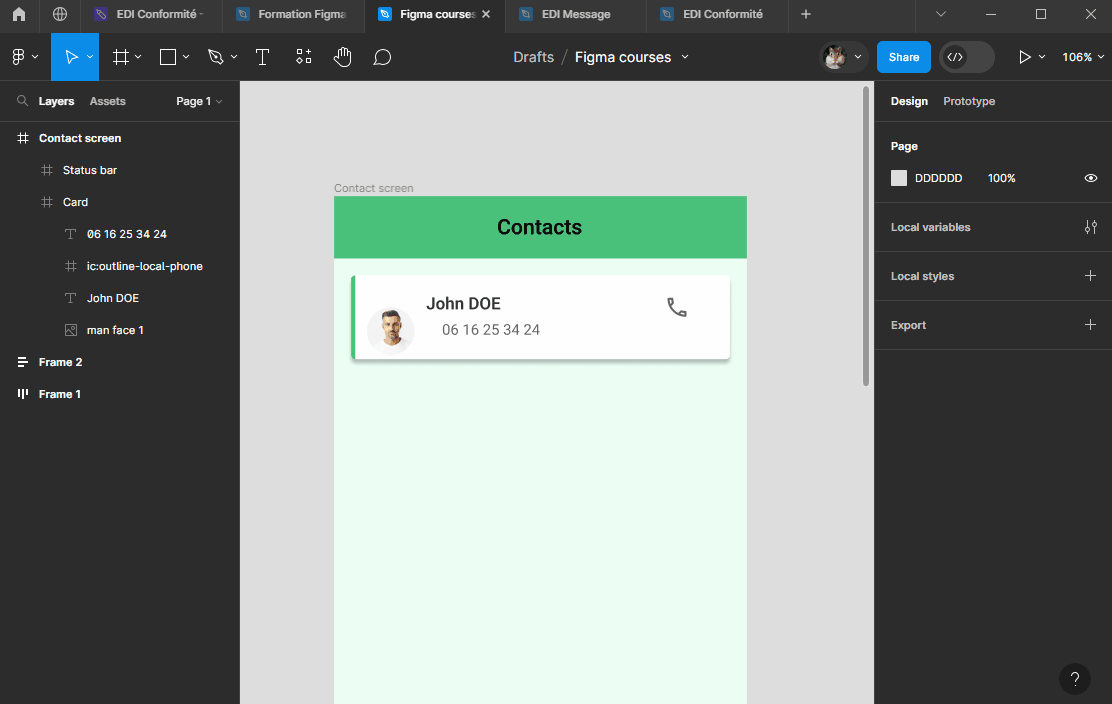 EDI Conformité -
Formation Figma
Figma courses
EDI Message
EDI Conformité
Drafts / Figma courses
Share
106%
Layers
Assets
Page 1
Design
Prototype
Contact screen
Status bar
Card
06 16 25 34 24
ic:outline-local-phone
John DOE
man face 1
Frame 2
Frame 1
Contact screen
Contacts
John DOE
06 16 25 34 24
Page
DDDDDD 100%
Local variables
Local styles
Export
?